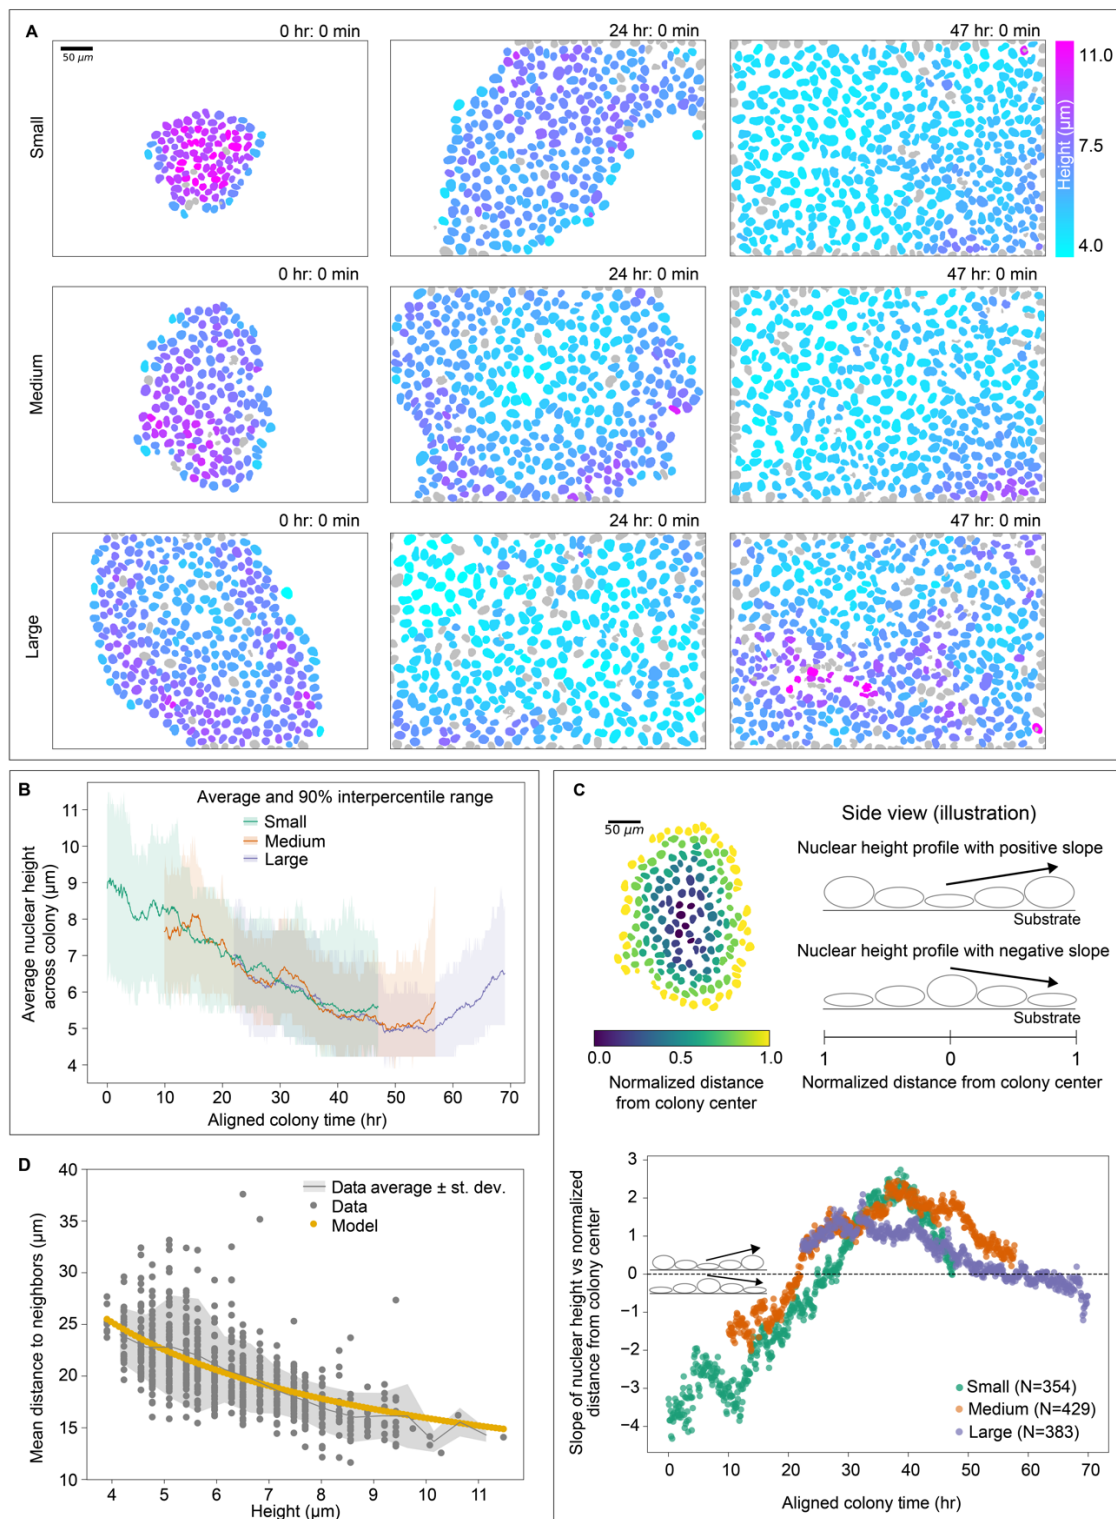 A
0 hr: 0 min
24 hr: 0 min
47 hr: 0 min
50 µm
Small
11.0
Height (µm)
7.5
4.0
0 hr: 0 min
24 hr: 0 min
47 hr: 0 min
Medium
0 hr: 0 min
24 hr: 0 min
47 hr: 0 min
Large
B
Average and 90% interpercentile range
Small
Medium
Large
Average nuclear height
across colony (µm)
11
10
9
8
7
6
5
4
0 10 20 30 40 50 60 70
Aligned colony time (hr)
C
50 µm
0.0 0.5 1.0
Normalized distance
from colony center
Side view (illustration)
Nuclear height profile with positive slope
Substrate
Nuclear height profile with negative slope
Substrate
1 0 1
Normalized distance from colony center
Slope of nuclear height vs normalized
distance from colony center
3
2
1
0
−1
−2
−3
−4
Small (N=354)
Medium (N=429)
Large (N=383)
0 10 20 30 40 50 60 70
Aligned colony time (hr)
D
Data average ± st. dev.
Data
Model
Mean distance to neighbors (µm)
40
35
30
25
20
15
10
4 5 6 7 8 9 10 11
Height (µm)